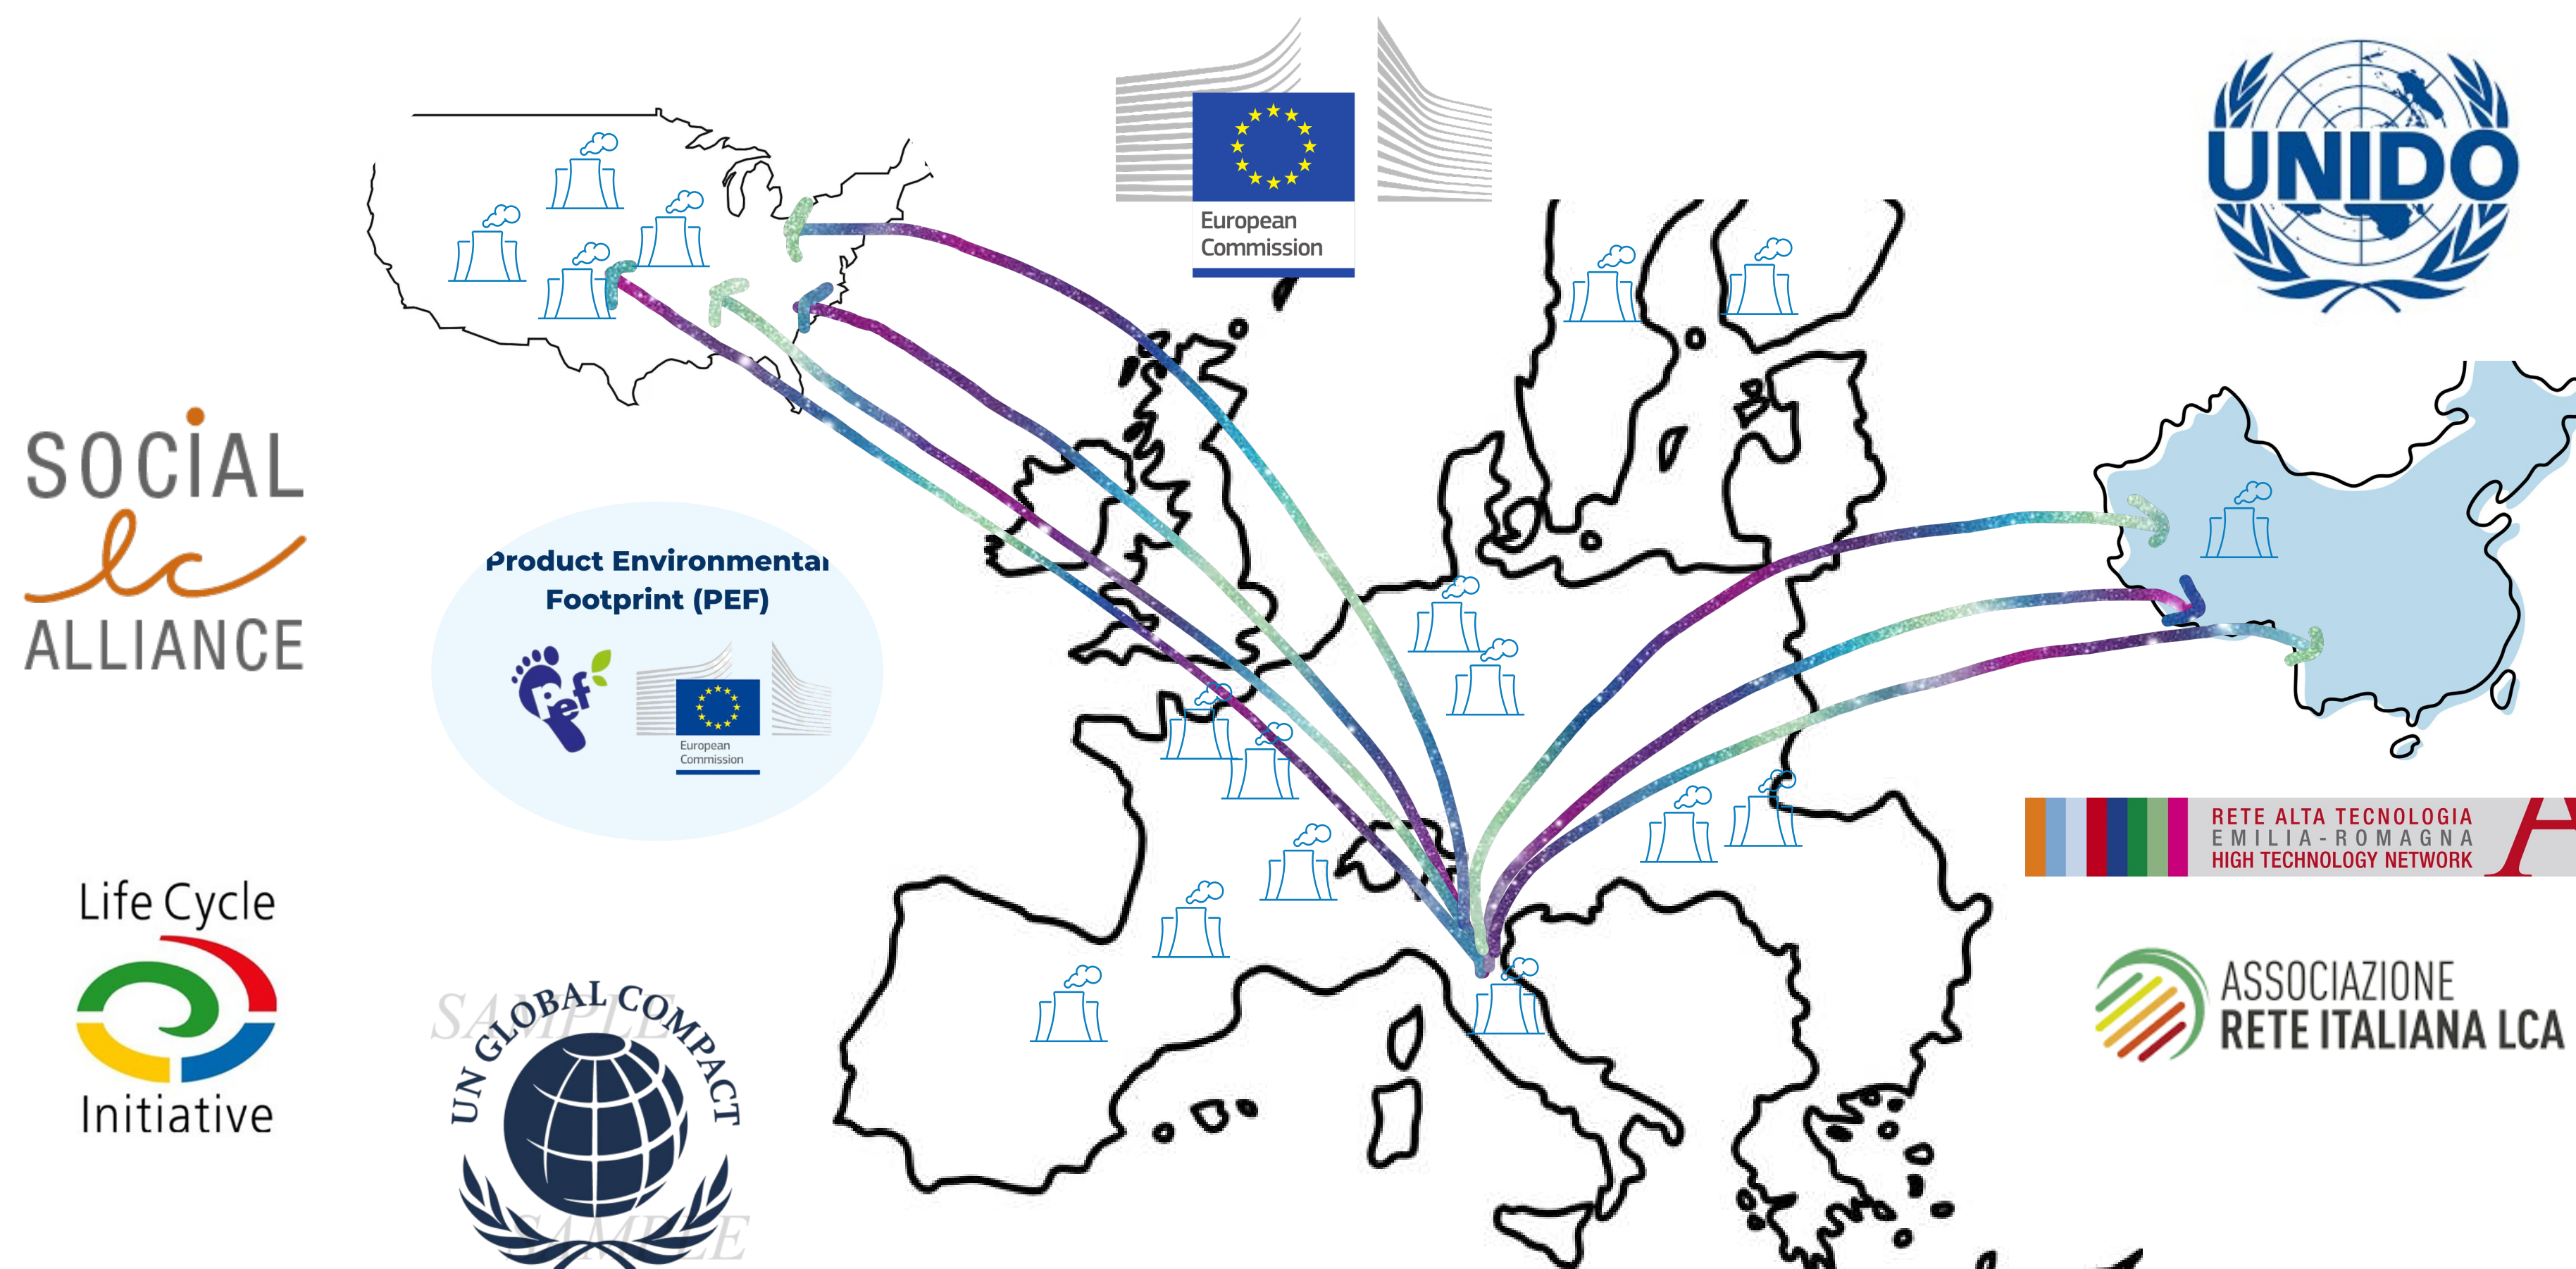 European
Commission
UNIDO
SOCIAL
lc
ALLIANCE
Product Environmental
Footprint (PEF)
Pef
European
Commission
RETE ALTA TECNOLOGIA
EMILIA-ROMAGNA
HIGH TECHNOLOGY NETWORK
A
Life Cycle
Initiative
SAMPLE
UN GLOBAL COMPACT
SAMPLE
ASSOCIAZIONE
RETE ITALIANA LCA